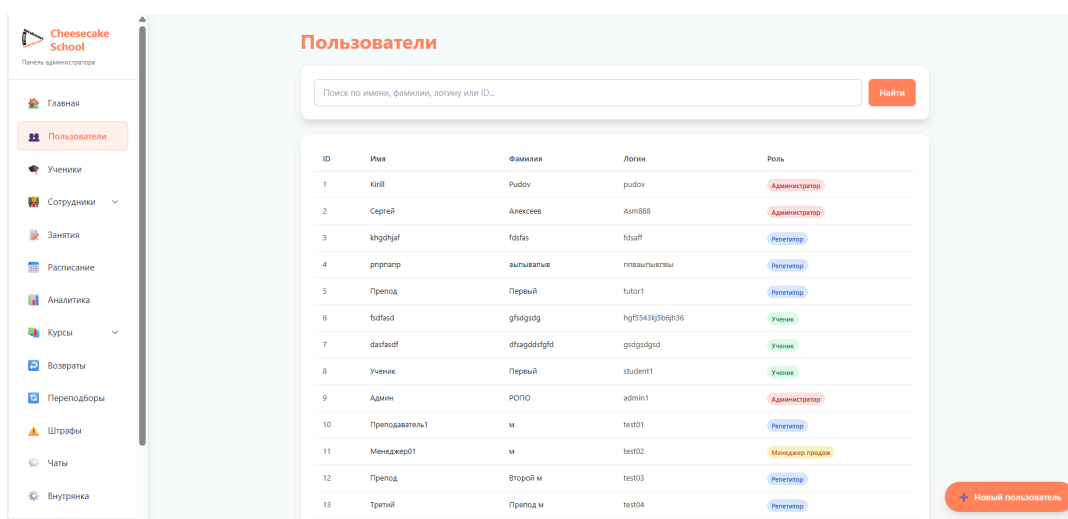 Cheesecake School
Панель администратора
Главная
Пользователи
Ученики
Сотрудники
Занятия
Расписание
Аналитика
Курсы
Возвраты
Переподборы
Штрафы
Чаты
Внутрянка
Пользователи
Поиск по имени, фамилии, логину или ID...
Найти
ID Имя Фамилия Логин Роль
1 Kirill Pudov pudov Администратор
2 Сергей Алексеев Asm888 Администратор
3 khgdhjaf fdsfas fdsaff Репетитор
4 рпрпапр аыпывапыв ппваыпывпвы Репетитор
5 Препод Первый tutor1 Репетитор
6 fsdfasd gfsdgsdg hgf5543kj5b6jh36 Ученик
7 dasfasdf dfsagddsfgfd gsdgsdgsd Ученик
8 Ученик Первый student1 Ученик
9 Админ РОПО admin1 Администратор
10 Преподаватель1 м test01 Репетитор
11 Менеджер01 м test02 Менеджер продаж
12 Препод Второй м test03 Репетитор
13 Третий Препод м test04 Репетитор
+ Новый пользователь